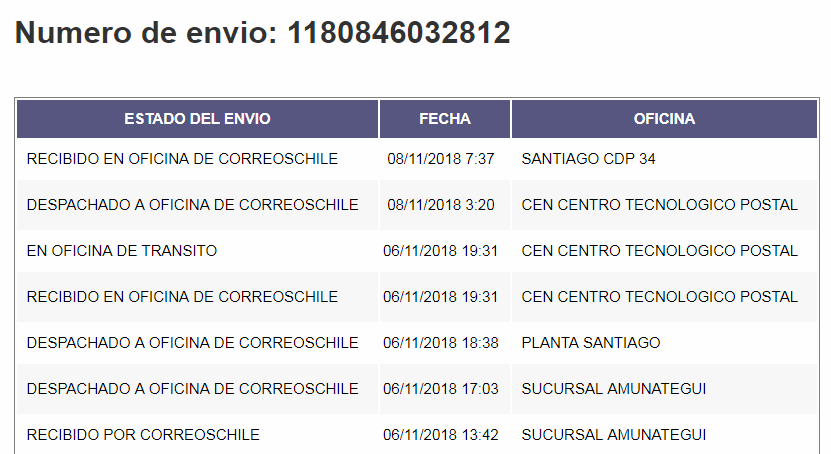 Numero de envio: 1180846032812
ESTADO DEL ENVIO FECHA OFICINA
RECIBIDO EN OFICINA DE CORREOSCHILE 08/11/2018 7:37 SANTIAGO CDP 34
DESPACHADO A OFICINA DE CORREOSCHILE 08/11/2018 3:20 CEN CENTRO TECNOLOGICO POSTAL
EN OFICINA DE TRANSITO 06/11/2018 19:31 CEN CENTRO TECNOLOGICO POSTAL
RECIBIDO EN OFICINA DE CORREOSCHILE 06/11/2018 19:31 CEN CENTRO TECNOLOGICO POSTAL
DESPACHADO A OFICINA DE CORREOSCHILE 06/11/2018 18:38 PLANTA SANTIAGO
DESPACHADO A OFICINA DE CORREOSCHILE 06/11/2018 17:03 SUCURSAL AMUNATEGUI
RECIBIDO POR CORREOSCHILE 06/11/2018 13:42 SUCURSAL AMUNATEGUI